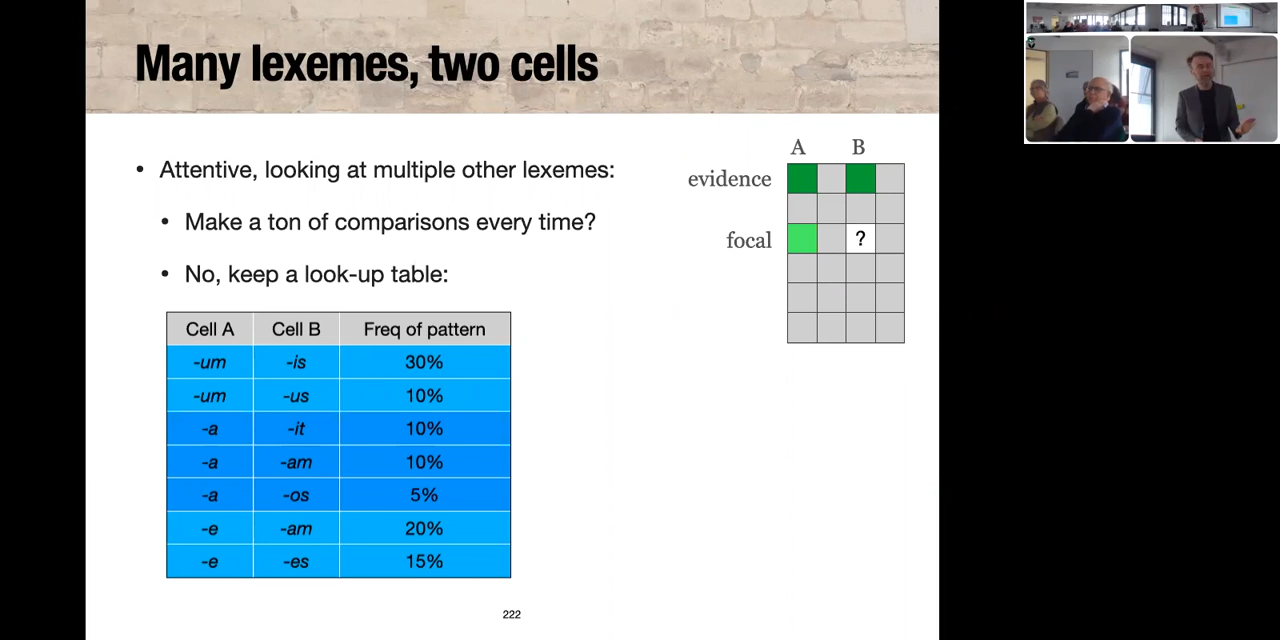 Many lexemes, two cells
• Attentive, looking at multiple other lexemes:
• Make a ton of comparisons every time?
• No, keep a look-up table:
Cell A Cell B Freq of pattern
-um -is 30%
-um -us 10%
-a -it 10%
-a -am 10%
-a -os 5%
-e -am 20%
-e -es 15%
A B
evidence
focal ?
222